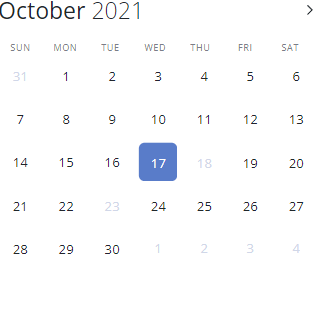 October 2021
SUN MON TUE WED THU FRI SAT
31 1 2 3 4 5 6
7 8 9 10 11 12 13
14 15 16 17 18 19 20
21 22 23 24 25 26 27
28 29 30 1 2 3 4